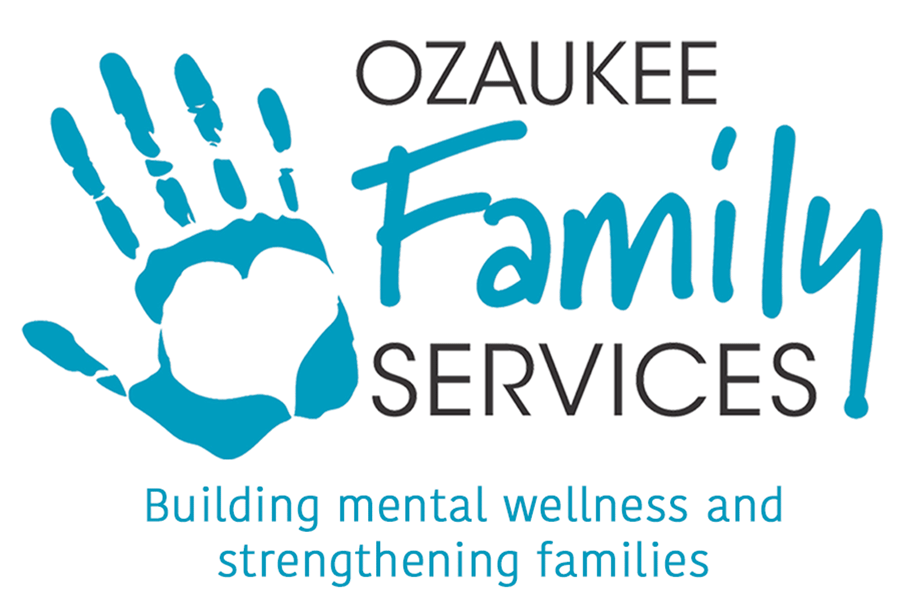 OZAUKEE
Family
SERVICES
Building mental wellness and
strengthening families